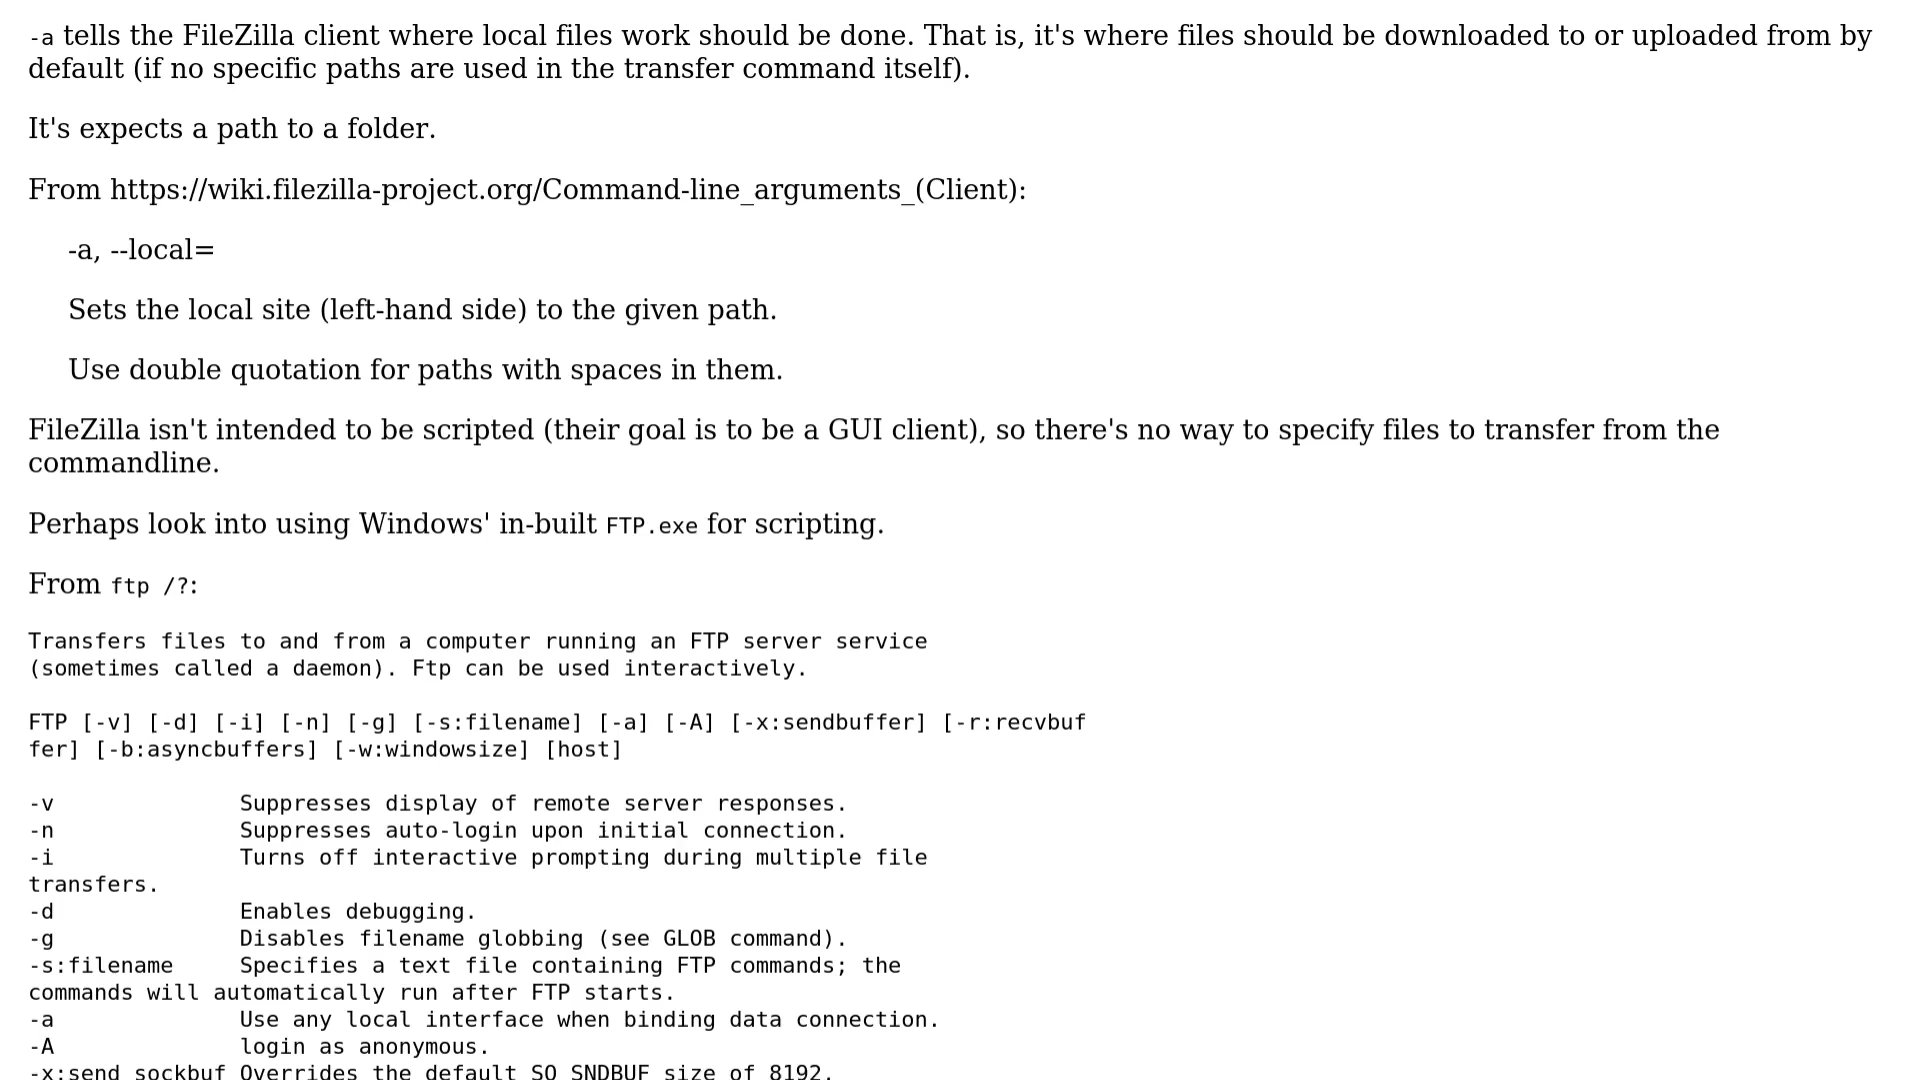 -a tells the FileZilla client where local files work should be done. That is, it's where files should be downloaded to or uploaded from by
default (if no specific paths are used in the transfer command itself).
It's expects a path to a folder.
From https://wiki.filezilla-project.org/Command-line_arguments_(Client):
-a, --local=
Sets the local site (left-hand side) to the given path.
Use double quotation for paths with spaces in them.
FileZilla isn't intended to be scripted (their goal is to be a GUI client), so there's no way to specify files to transfer from the
commandline.
Perhaps look into using Windows' in-built FTP.exe for scripting.
From ftp /?:
Transfers files to and from a computer running an FTP server service
(sometimes called a daemon). Ftp can be used interactively.
FTP [-v] [-d] [-i] [-n] [-g] [-s:filename] [-a] [-A] [-x:sendbuffer] [-r:recvbuf
fer] [-b:asyncbuffers] [-w:windowsize] [host]
-v              Suppresses display of remote server responses.
-n              Suppresses auto-login upon initial connection.
-i              Turns off interactive prompting during multiple file
transfers.
-d              Enables debugging.
-g              Disables filename globbing (see GLOB command).
-s:filename     Specifies a text file containing FTP commands; the
commands will automatically run after FTP starts.
-a              Use any local interface when binding data connection.
-A              login as anonymous.
-x:send sockbuf Overrides the default SO_SNDBUF size of 8192.